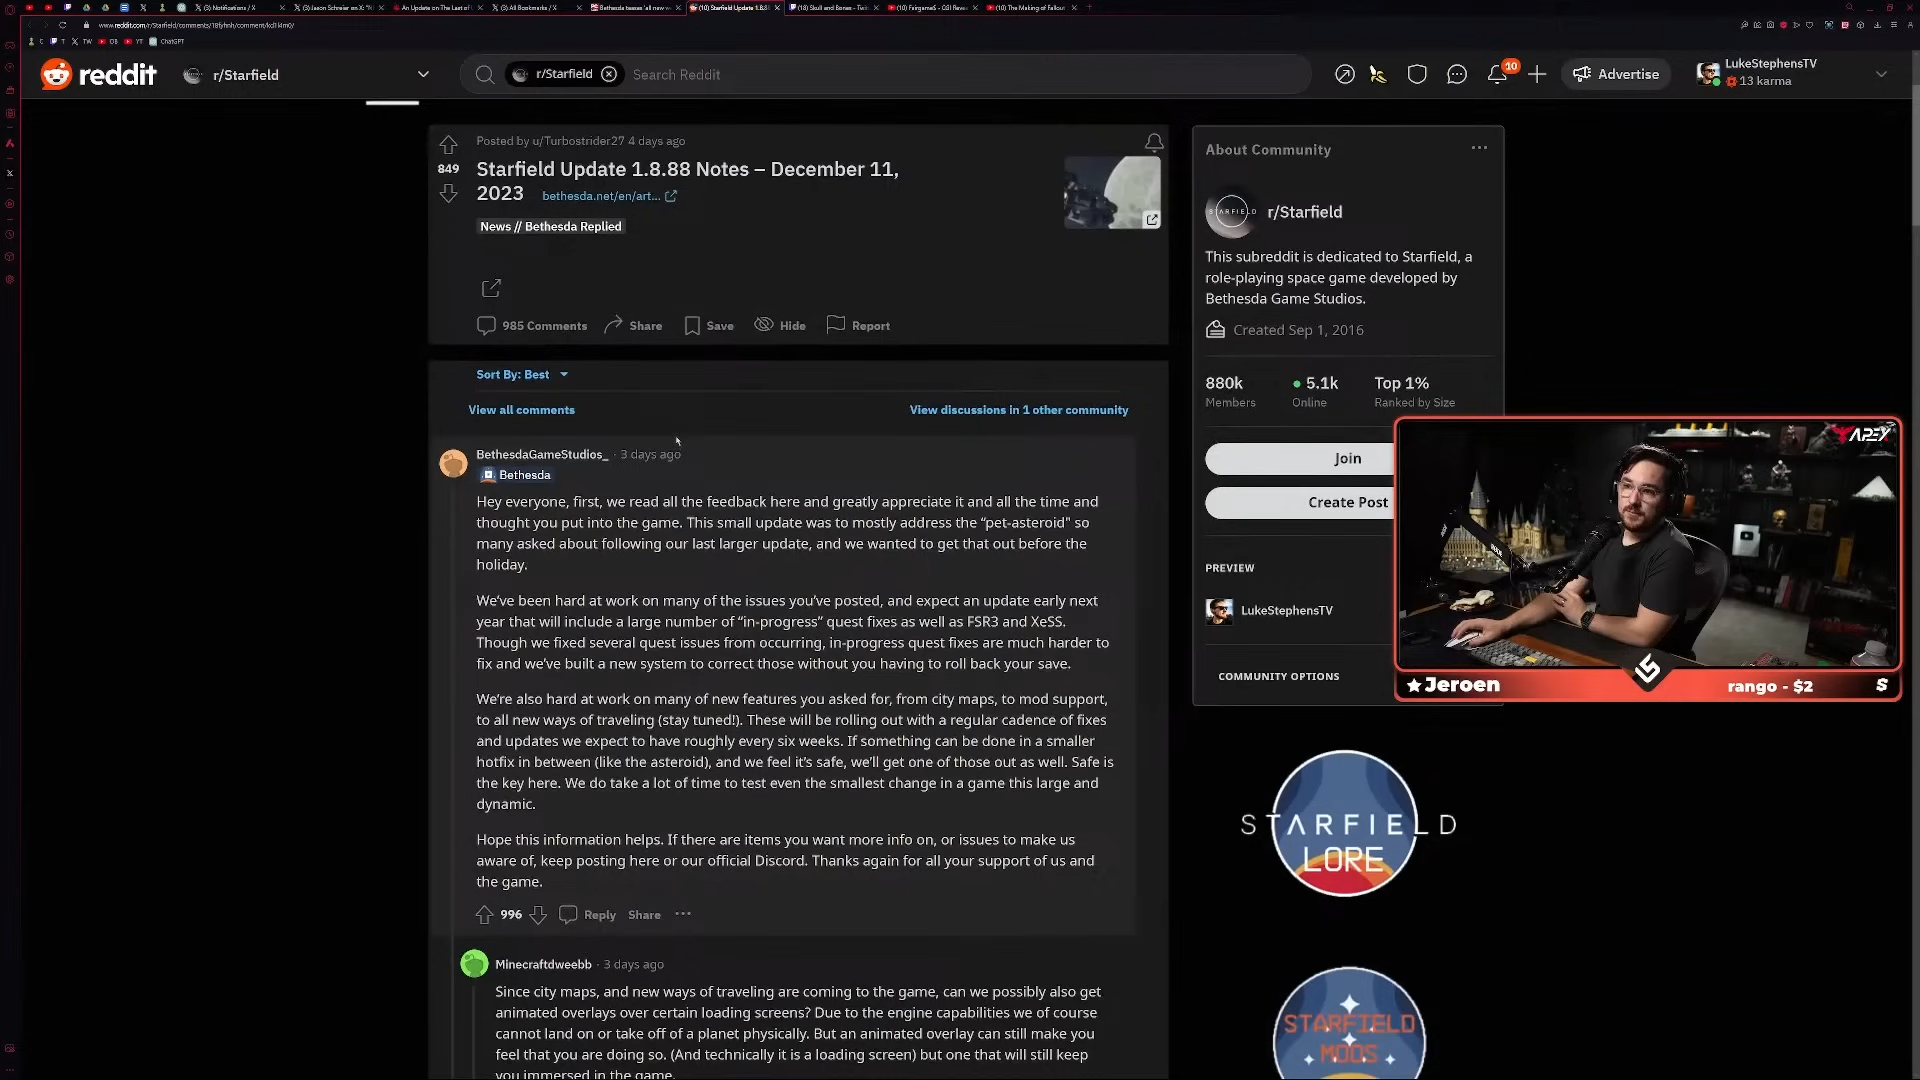 (3) Notifications / X
(3) Jason Schreier on X: "N
An Update on The Last of
(3) All Bookmarks / X
Bethesda teases 'all new w
(10) Starfield Update 1.8.8
(18) Skull and Bones - Twit
(10) Fairgame$ - CGI Reve
(10) The Making of Fallout
www.reddit.com/r/Starfield/comments/18fyhnh/comment/kd1l4m0/
C T TW OB YT ChatGPT
reddit r/Starfield r/Starfield Search Reddit 10 Advertise LukeStephensTV
13 karma
Posted by u/Turbostrider27 4 days ago
849
Starfield Update 1.8.88 Notes – December 11,
2023 bethesda.net/en/art...
News // Bethesda Replied
985 Comments Share Save Hide Report
Sort By: Best
View all comments View discussions in 1 other community
BethesdaGameStudios_ · 3 days ago
Bethesda
Hey everyone, first, we read all the feedback here and greatly appreciate it and all the time and
thought you put into the game. This small update was to mostly address the “pet-asteroid" so
many asked about following our last larger update, and we wanted to get that out before the
holiday.
We’ve been hard at work on many of the issues you’ve posted, and expect an update early next
year that will include a large number of “in-progress” quest fixes as well as FSR3 and XeSS.
Though we fixed several quest issues from occurring, in-progress quest fixes are much harder to
fix and we’ve built a new system to correct those without you having to roll back your save.
We’re also hard at work on many of new features you asked for, from city maps, to mod support,
to all new ways of traveling (stay tuned!). These will be rolling out with a regular cadence of fixes
and updates we expect to have roughly every six weeks. If something can be done in a smaller
hotfix in between (like the asteroid), and we feel it’s safe, we’ll get one of those out as well. Safe is
the key here. We do take a lot of time to test even the smallest change in a game this large and
dynamic.
Hope this information helps. If there are items you want more info on, or issues to make us
aware of, keep posting here or our official Discord. Thanks again for all your support of us and
the game.
996 Reply Share
Minecraftdweebb · 3 days ago
Since city maps, and new ways of traveling are coming to the game, can we possibly also get
animated overlays over certain loading screens? Due to the engine capabilities we of course
cannot land on or take off of a planet physically. But an animated overlay can still make you
feel that you are doing so. (And technically it is a loading screen) but one that will still keep
you immersed in the game.
About Community
STARFIELD
r/Starfield
This subreddit is dedicated to Starfield, a
role-playing space game developed by
Bethesda Game Studios.
Created Sep 1, 2016
880k 5.1k Top 1%
Members Online Ranked by Size
Join
Create Post
PREVIEW
LukeStephensTV
COMMUNITY OPTIONS
APEX
Jeroen rango - $2 $
STARFIELD
LORE
STARFIELD
MODS